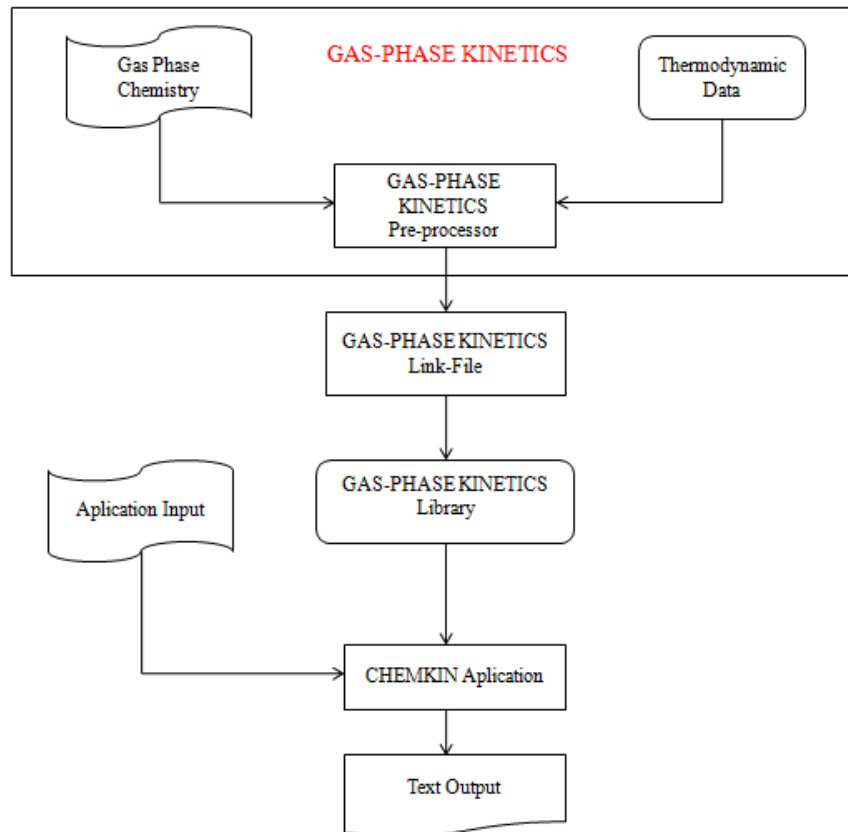 GAS-PHASE KINETICS
Gas Phase
Chemistry
Thermodynamic
Data
GAS-PHASE
KINETICS
Pre-processor
GAS-PHASE KINETICS
Link-File
GAS-PHASE KINETICS
Library
Aplication Input
CHEMKIN Aplication
Text Output